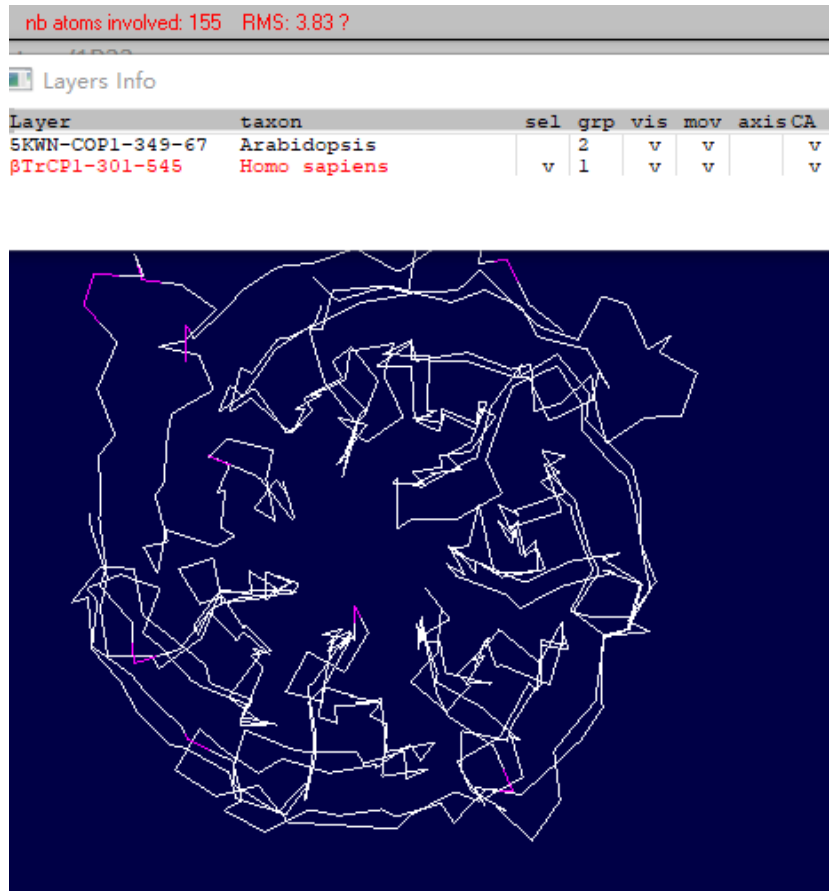 nb atoms involved: 155 RMS: 3.83 ?
Layers Info
Layer taxon sel grp vis mov axis CA
5KWN-COP1-349-67 Arabidopsis 2 v v v
βTrCP1-301-545 Homo sapiens v 1 v v v